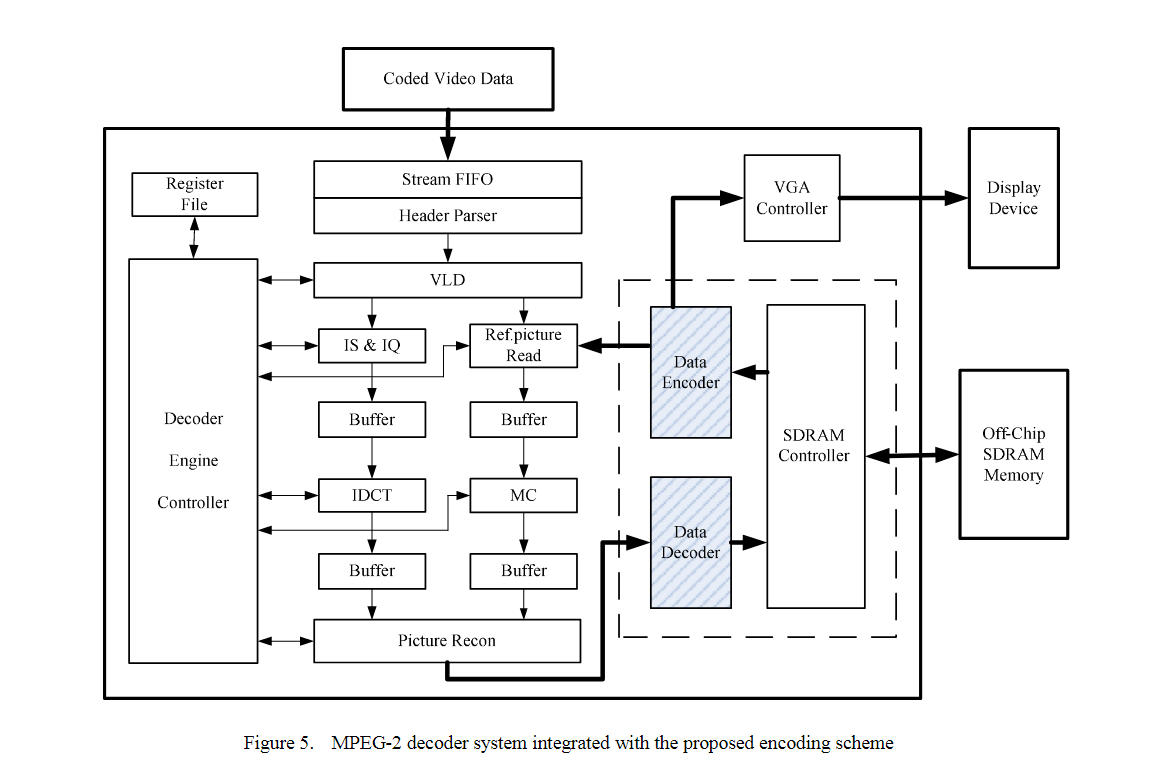 Coded Video Data
Register
File
Stream FIFO
Header Parser
VGA
Controller
Display
Device
VLD
IS & IQ
Ref.picture
Read
Data
Encoder
Buffer
Buffer
Decoder
Engine
Controller
SDRAM
Controller
Off-Chip
SDRAM
Memory
IDCT
MC
Data
Decoder
Buffer
Buffer
Picture Recon
Figure 5. MPEG-2 decoder system integrated with the proposed encoding scheme